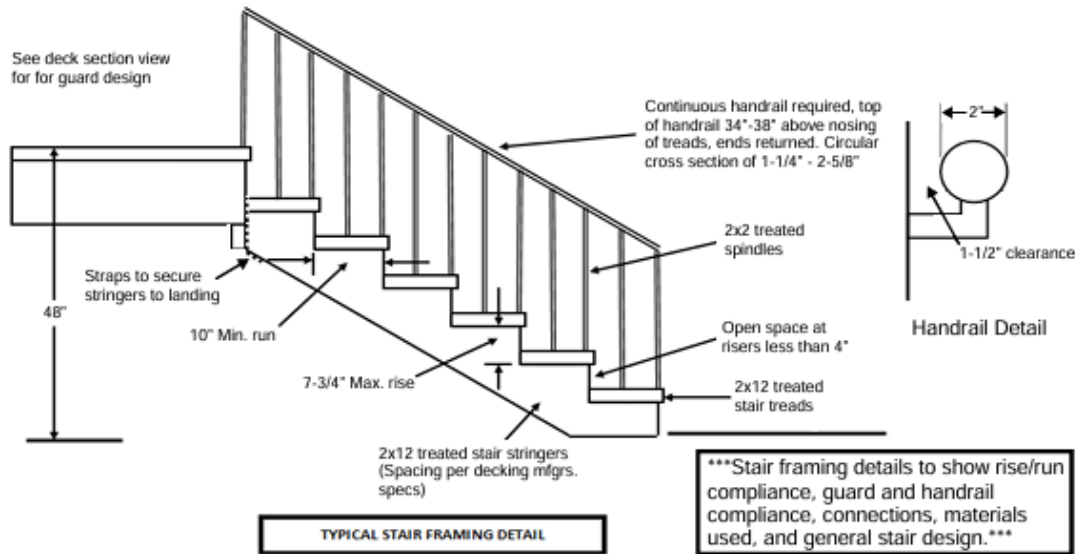 See deck section view
for for guard design
Continuous handrail required, top
of handrail 34"-38" above nosing
of treads, ends returned. Circular
cross section of 1-1/4" - 2-5/8"
2"
2x2 treated
spindles
1-1/2" clearance
Straps to secure
stringers to landing
48"
10" Min. run
Handrail Detail
Open space at
risers less than 4"
7-3/4" Max. rise
2x12 treated
stair treads
2x12 treated stair stringers
(Spacing per decking mfgrs.
specs)
***Stair framing details to show rise/run
compliance, guard and handrail
compliance, connections, materials
used, and general stair design.***
TYPICAL STAIR FRAMING DETAIL